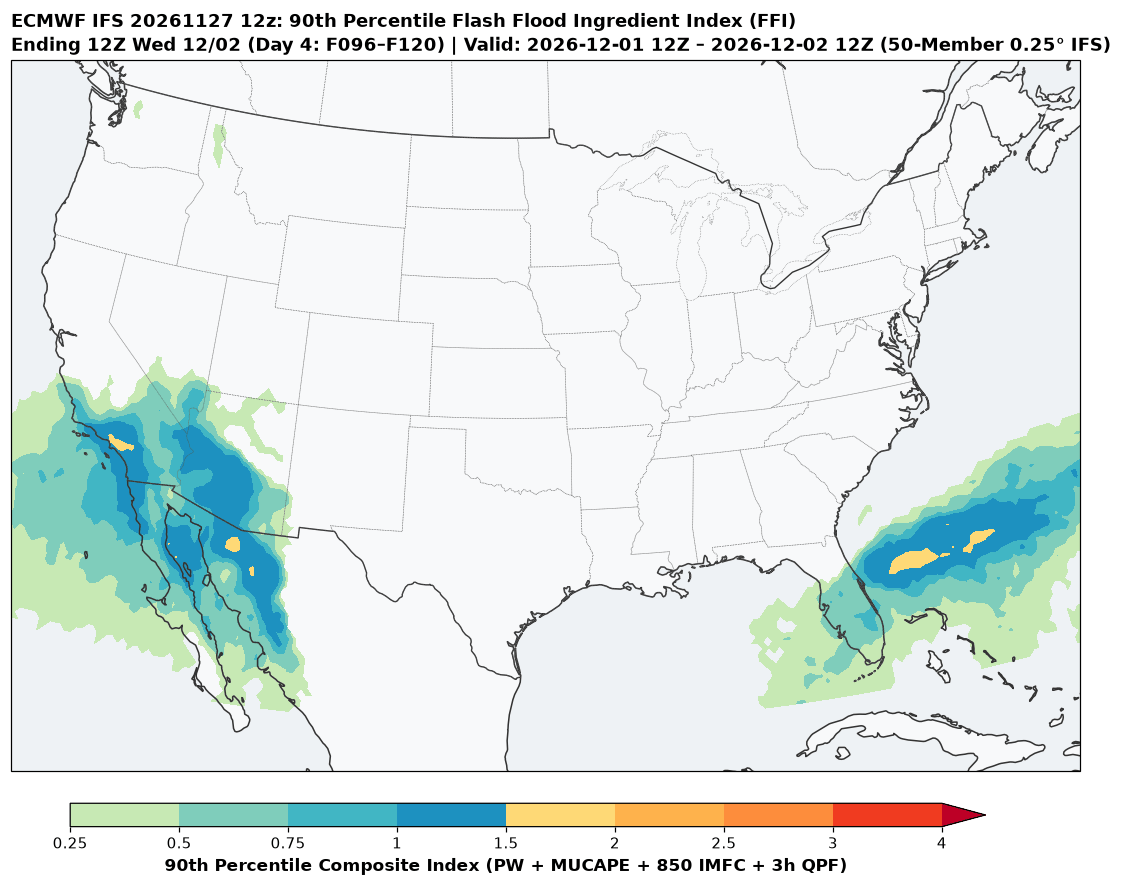 ECMWF IFS 20261127 12z: 90th Percentile Flash Flood Ingredient Index (FFI)
Ending 12Z Wed 12/02 (Day 4: F096–F120) | Valid: 2026-12-01 12Z – 2026-12-02 12Z (50-Member 0.25° IFS)
0.25 0.5 0.75 1 1.5 2 2.5 3 4
90th Percentile Composite Index (PW + MUCAPE + 850 IMFC + 3h QPF)